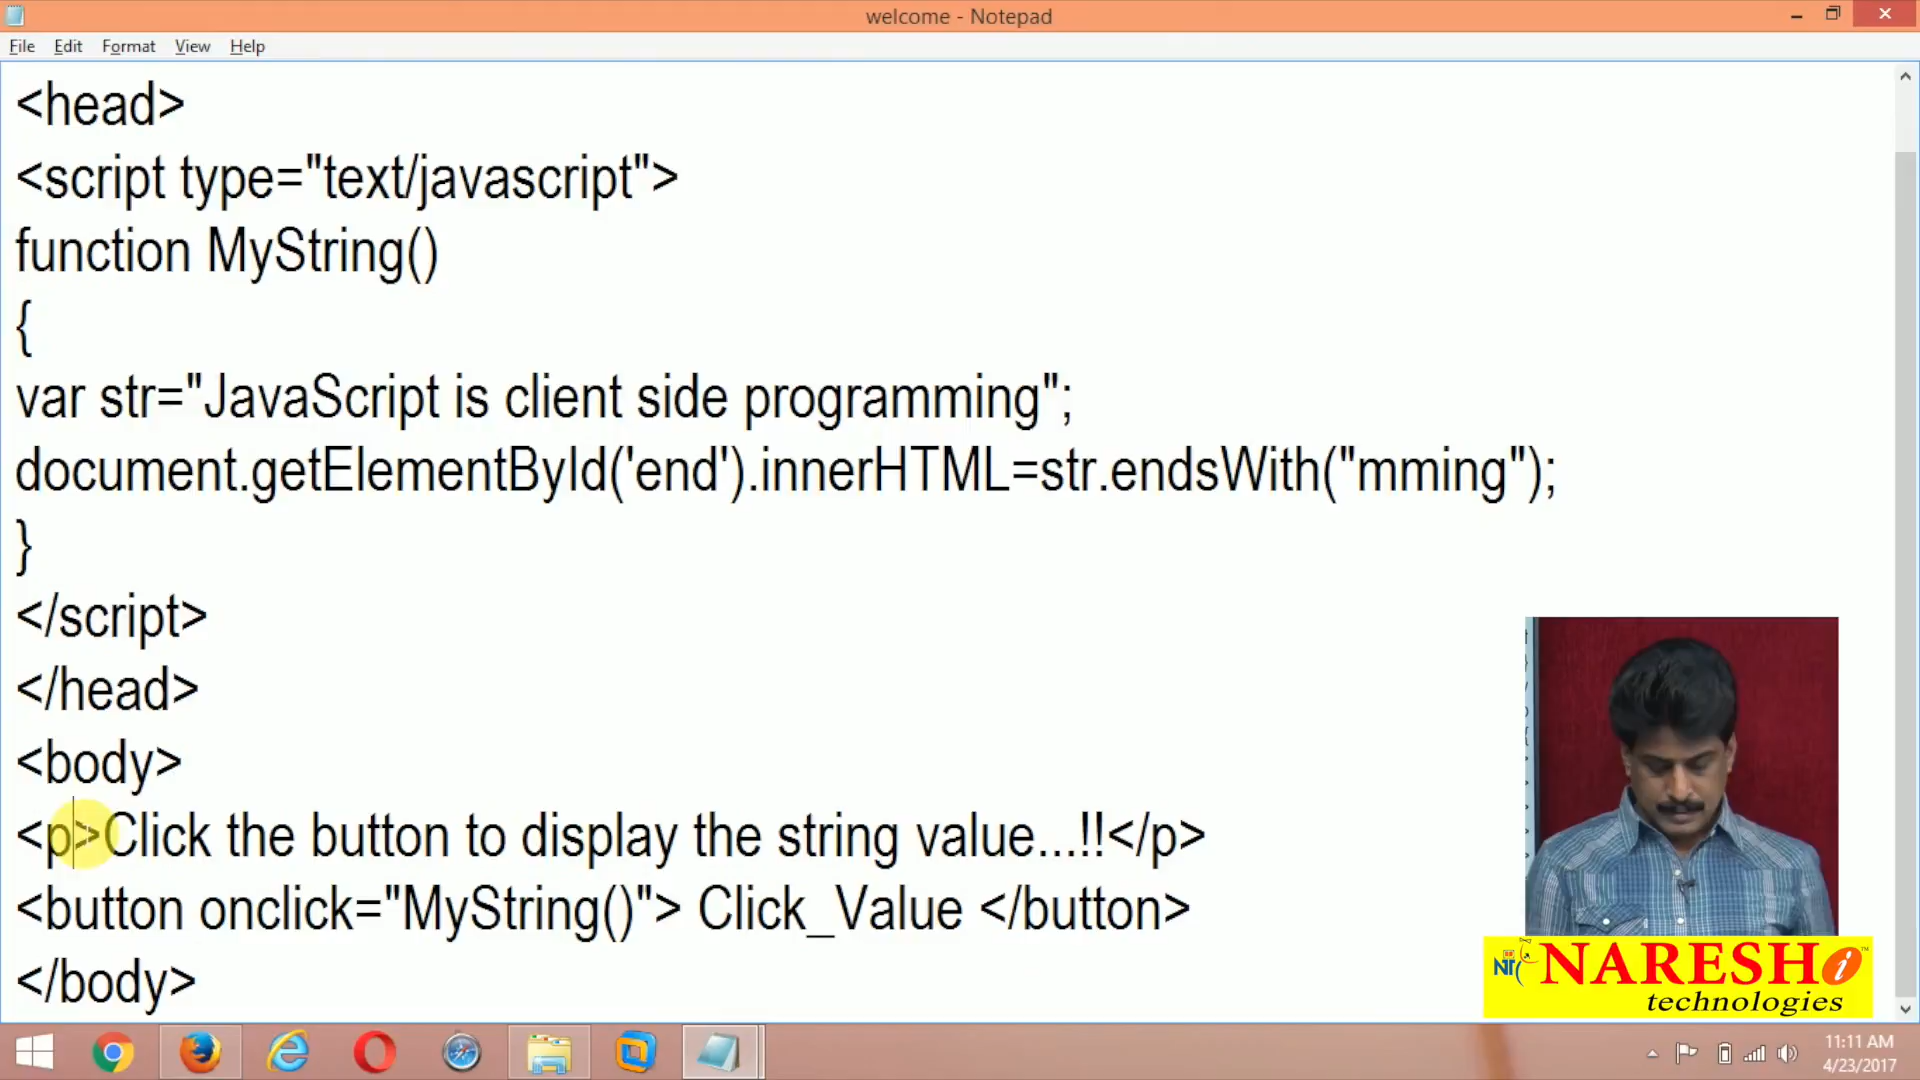 welcome - Notepad
File Edit Format View Help
<head>
<script type="text/javascript">
function MyString()
{
var str="JavaScript is client side programming";
document.getElementById('end').innerHTML=str.endsWith("mming");
}
</script>
</head>
<body>
<p>Click the button to display the string value...!!</p>
<button onclick="MyString()"> Click_Value </button>
</body>
NARESH i
technologies
11:11 AM
4/23/2017